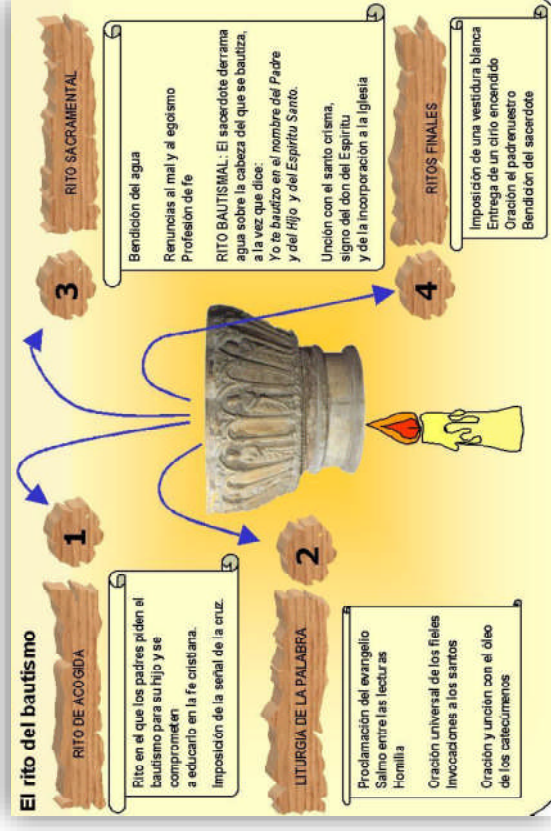 El rito del bautismo
1
RITO DE ACOGIDA
Rito en el que los padres piden el
bautismo para su hijo y se
comprometen
a educarlo en la fe cristiana.
Imposición de la señal de la cruz.
2
LITURGIA DE LA PALABRA
Proclamación del evangelio
Salmo entre las lecturas
Homilía
Oración universal de los fieles
Invocaciones a los santos
Oración y unción con el óleo
de los catecúmenos
3
RITO SACRAMENTAL
Bendición del agua
Renuncias al mal y al egoísmo
Profesión de fe
RITO BAUTISMAL: El sacerdote derrama
agua sobre la cabeza del que se bautiza,
a la vez que dice:
Yo te bautizo en el nombre del Padre
y del Hijo y del Espíritu Santo.
Unción con el santo crisma,
signo del don del Espíritu
y de la incorporación a la Iglesia
4
RITOS FINALES
Imposición de una vestidura blanca
Entrega de un cirio encendido
Oración el padrenuestro
Bendición del sacerdote